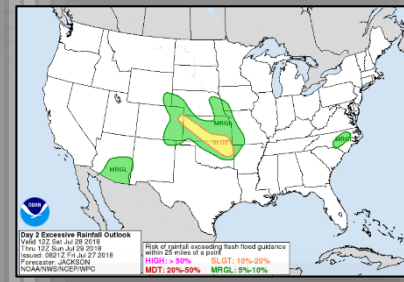 MRGL
SLGT
MRGL
MRGL
NOAA
Day 2 Excessive Rainfall Outlook
Valid 12Z Sat Jul 28 2018
Thru 12Z Sun Jul 29 2018
Issued: 0821Z Fri Jul 27 2018
Forecaster: JACKSON
NOAA/NWS/NCEP/WPC
Risk of rainfall exceeding flash flood guidance
within 25 miles of a point
HIGH: > 50% SLGT: 10%-20%
MDT: 20%-50% MRGL: 5%-10%